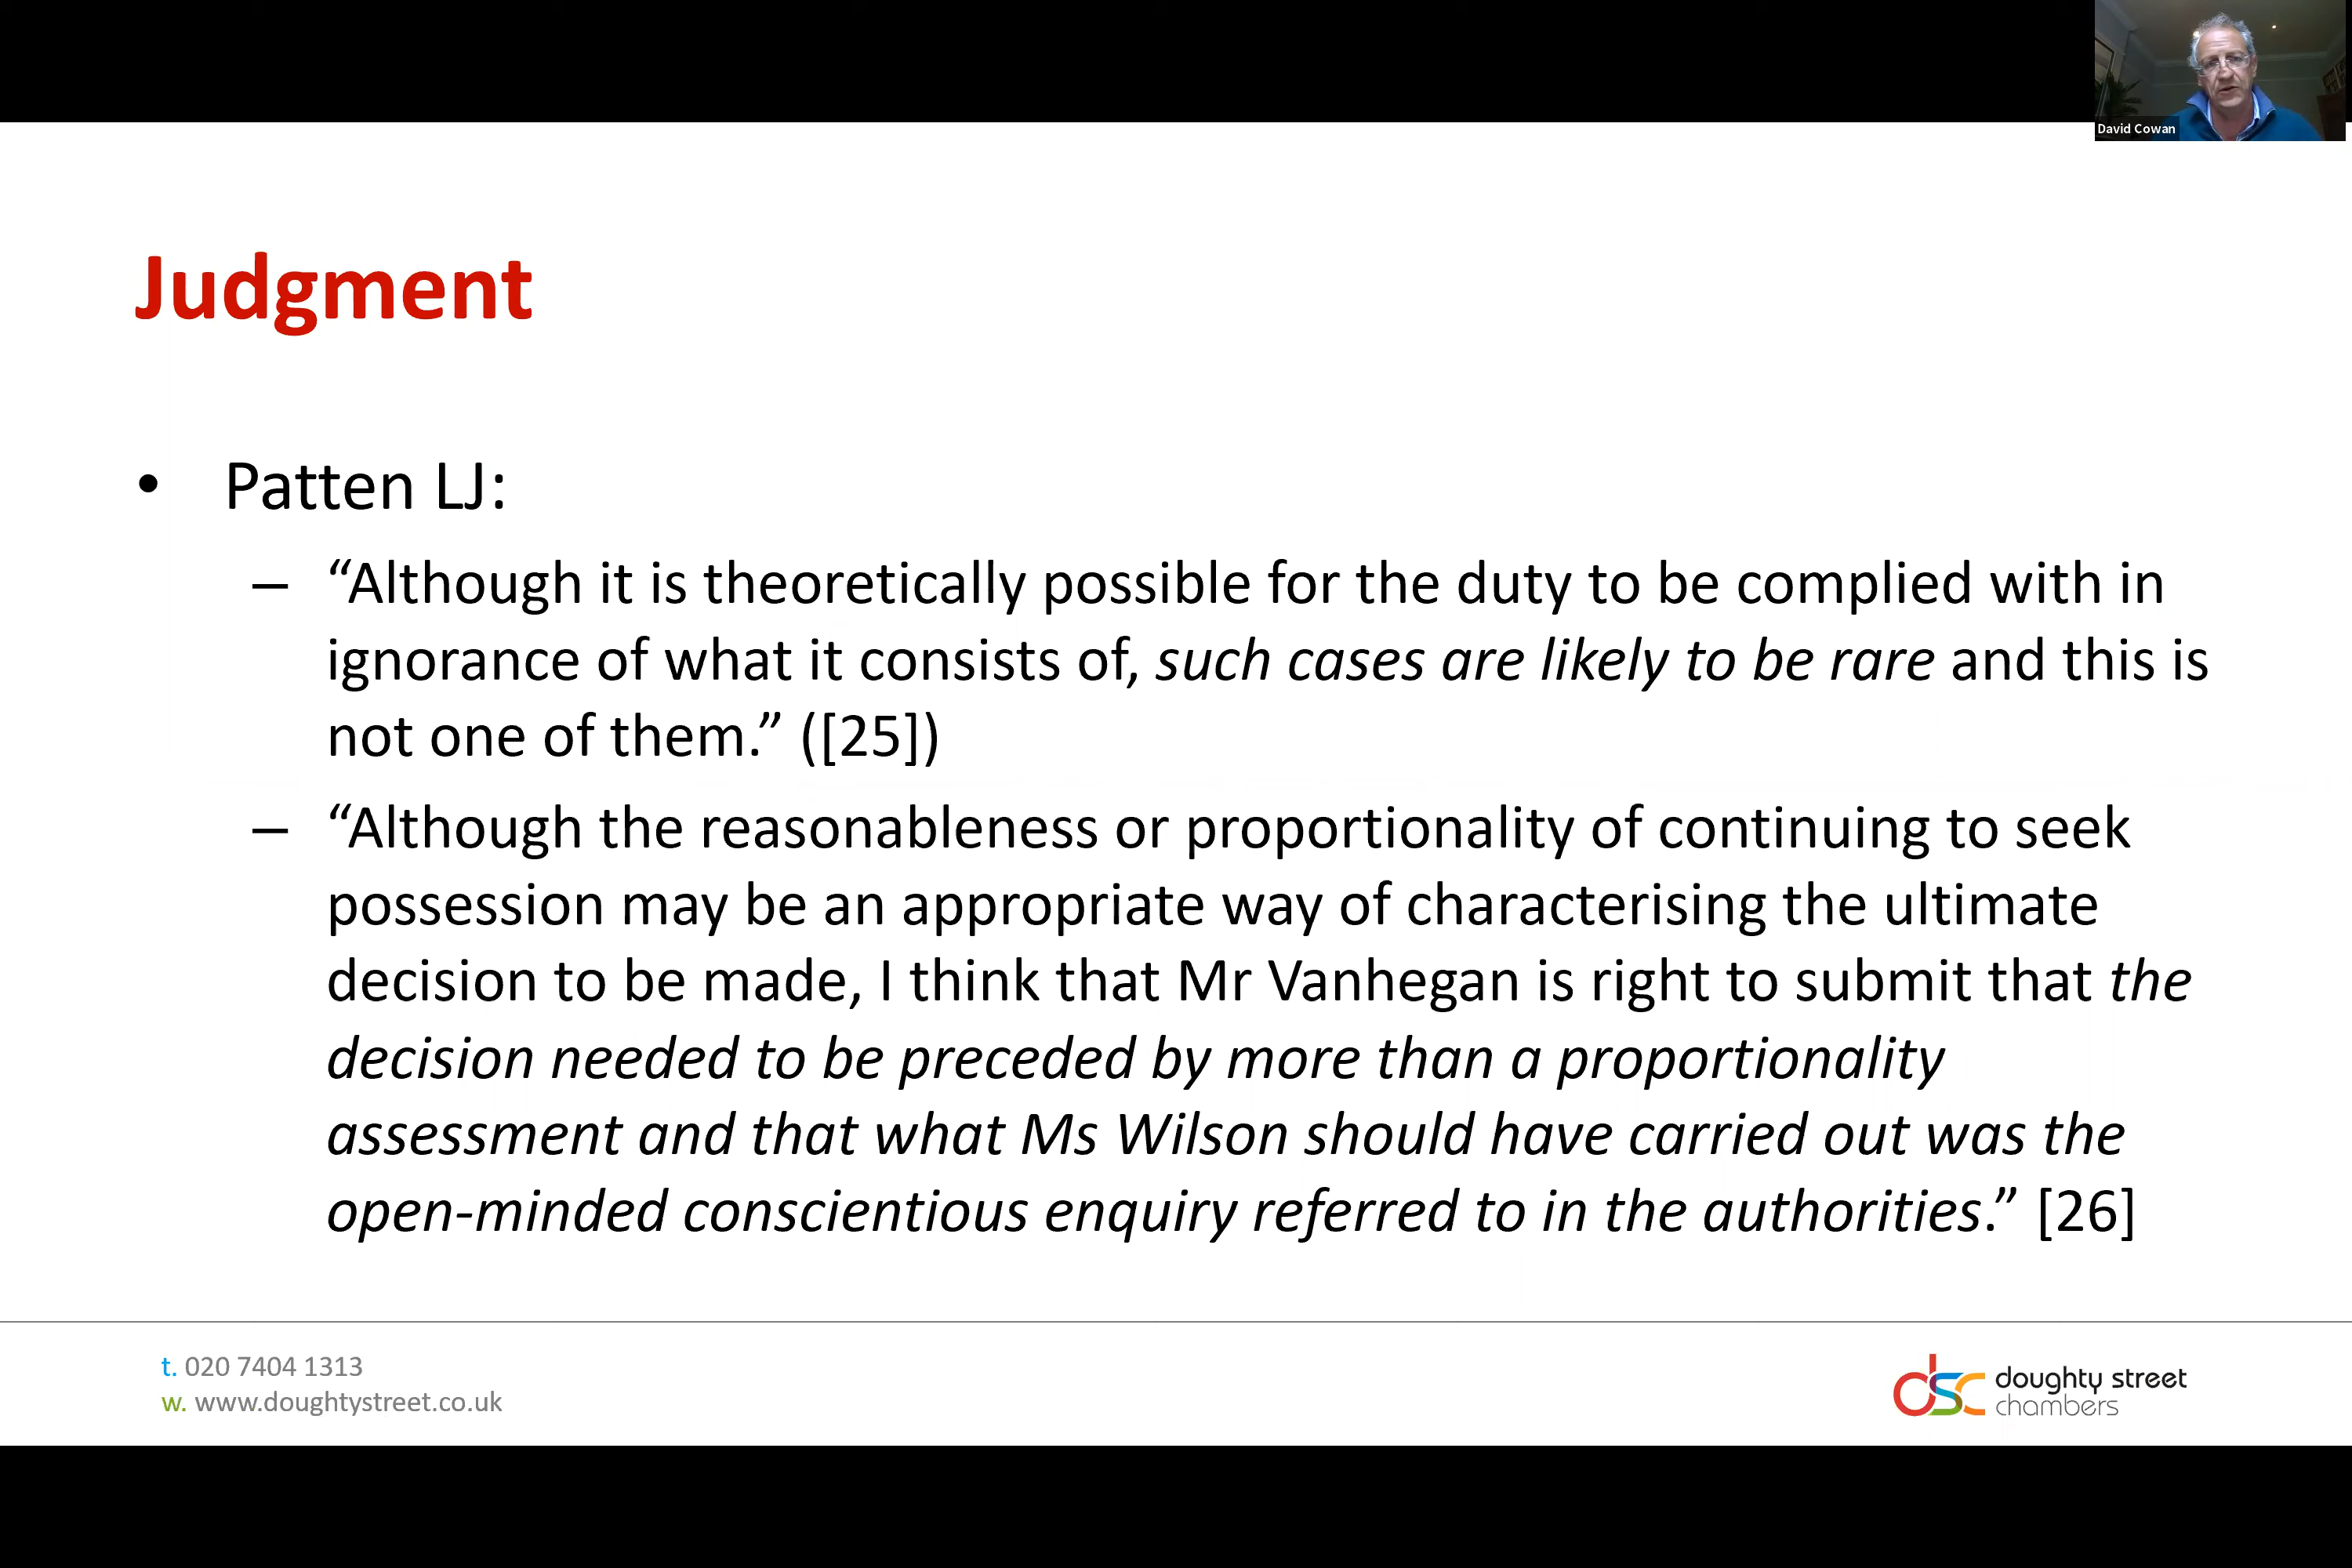 David Cowan
Judgment
• Patten LJ:
– “Although it is theoretically possible for the duty to be complied with in
ignorance of what it consists of, such cases are likely to be rare and this is
not one of them.” ([25])
– “Although the reasonableness or proportionality of continuing to seek
possession may be an appropriate way of characterising the ultimate
decision to be made, I think that Mr Vanhegan is right to submit that the
decision needed to be preceded by more than a proportionality
assessment and that what Ms Wilson should have carried out was the
open-minded conscientious enquiry referred to in the authorities.” [26]
t. 020 7404 1313
w. www.doughtystreet.co.uk
dsc doughty street
chambers